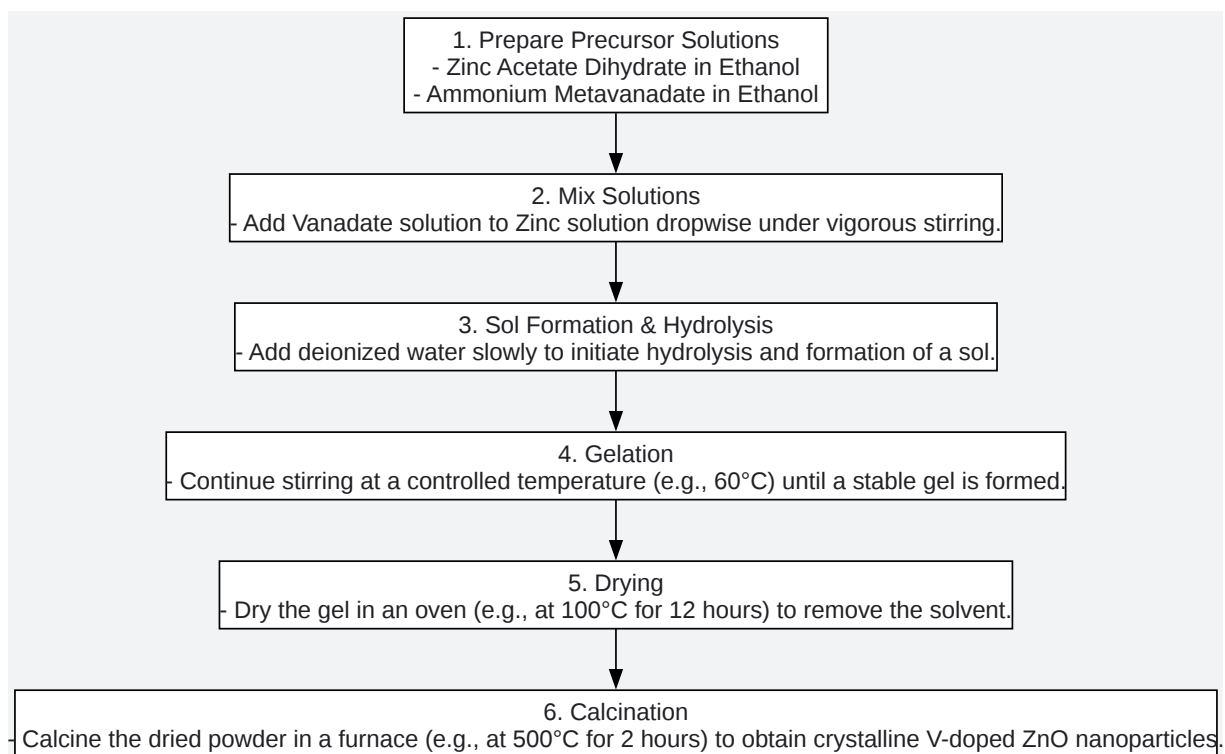 1. Prepare Precursor Solutions
- Zinc Acetate Dihydrate in Ethanol
- Ammonium Metavanadate in Ethanol
2. Mix Solutions
- Add Vanadate solution to Zinc solution dropwise under vigorous stirring.
3. Sol Formation & Hydrolysis
- Add deionized water slowly to initiate hydrolysis and formation of a sol.
4. Gelation
- Continue stirring at a controlled temperature (e.g., 60°C) until a stable gel is formed.
5. Drying
- Dry the gel in an oven (e.g., at 100°C for 12 hours) to remove the solvent.
6. Calcination
- Calcine the dried powder in a furnace (e.g., at 500°C for 2 hours) to obtain crystalline V-doped ZnO nanoparticles